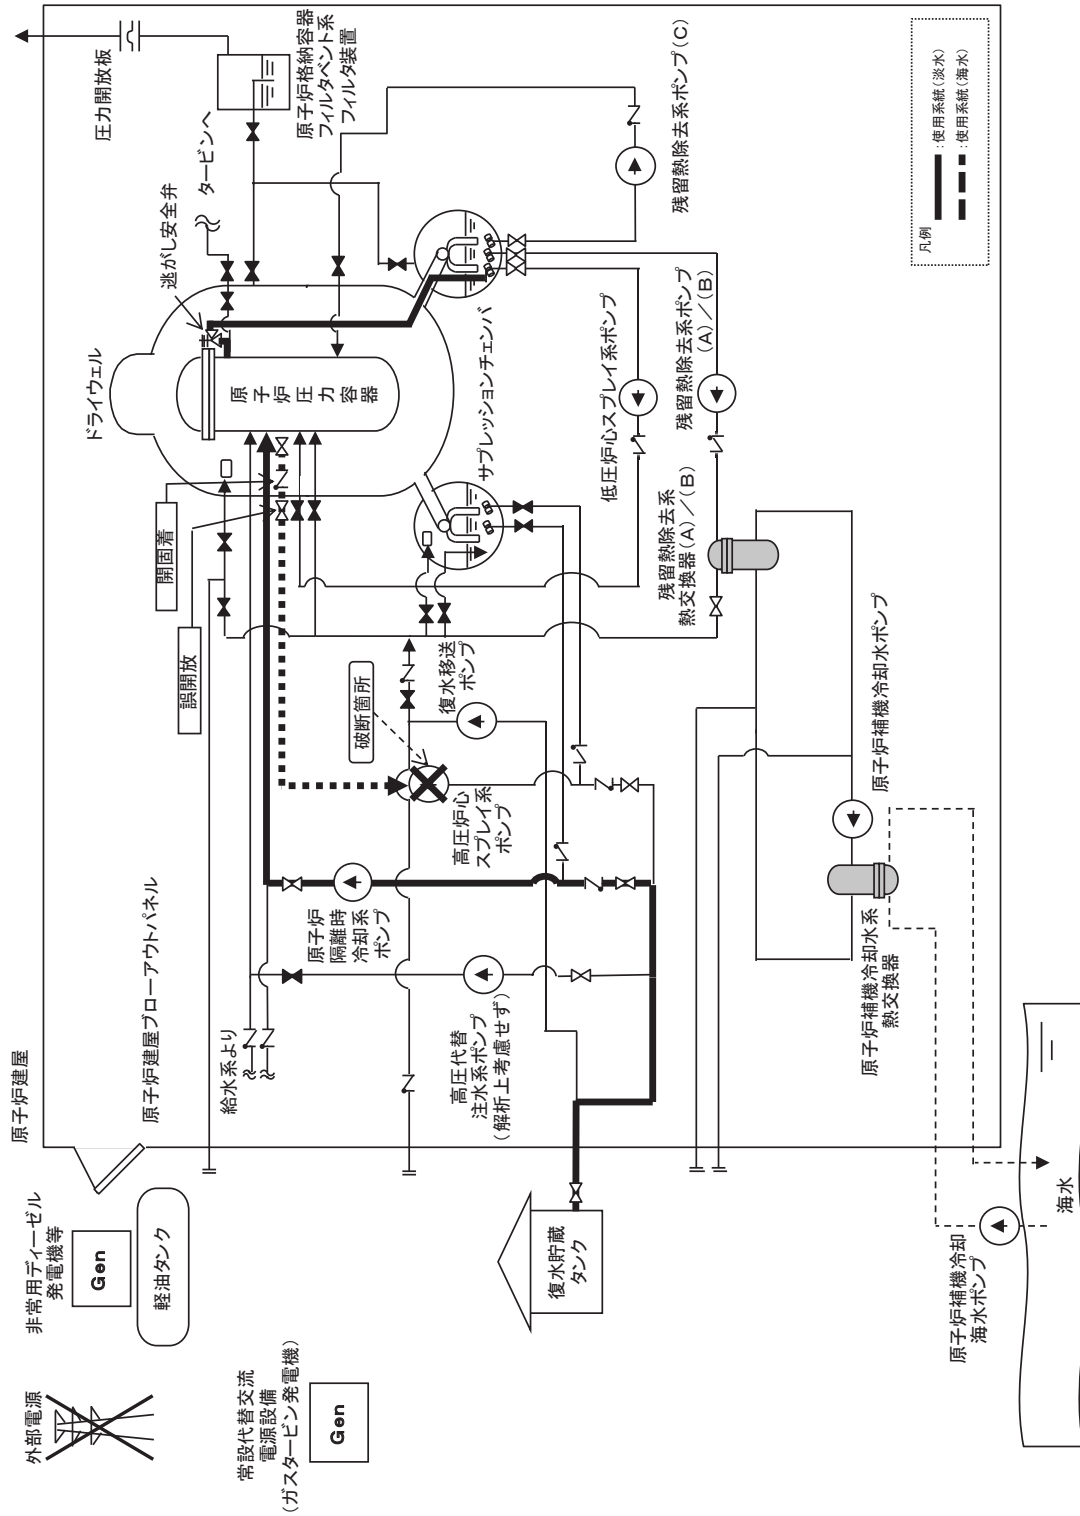 外部電源
非常用ディーゼル
発電機等
Gen
軽油タンク
常設代替交流
電源設備
(ガスタービン発電機)
Gen
原子炉建屋
原子炉建屋ブローアウトパネル
給水系より
復水貯蔵
タンク
高圧代替
注水系ポンプ
(解析上考慮せず)
原子炉
隔離時
冷却系
ポンプ
高圧炉心
スプレイ系
ポンプ
破断箇所
復水移送
ポンプ
誤開放
開固着
ドライウェル
原子炉圧力容器
逃がし安全弁
タービンへ
圧力開放板
原子炉格納容器
フィルタベント系
フィルタ装置
サプレッションチェンバ
低圧炉心スプレイ系ポンプ
残留熱除去系ポンプ
(A)/(B)
残留熱除去系ポンプ(C)
残留熱除去系
熱交換器(A)/(B)
原子炉補機冷却水ポンプ
原子炉補機冷却水系
熱交換器
原子炉補機冷却
海水ポンプ
海水
凡例
:使用系統(淡水)
:使用系統(海水)